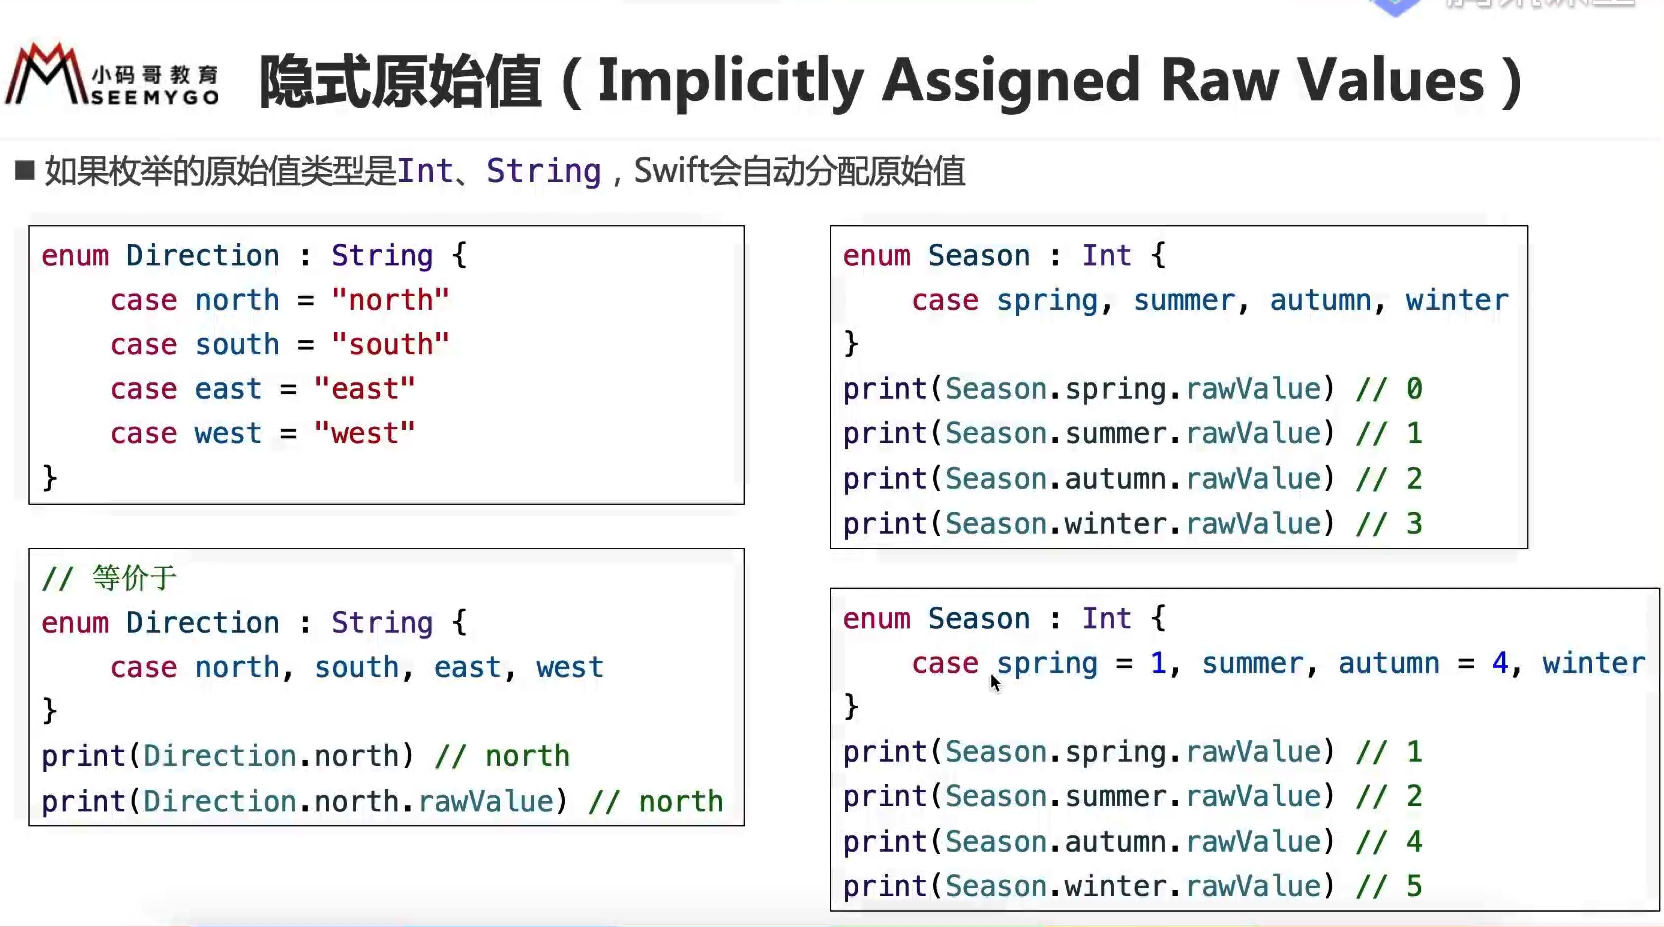 小码哥教育
SEEMYGO
隐式原始值（Implicitly Assigned Raw Values）
■ 如果枚举的原始值类型是Int、String，Swift会自动分配原始值
enum Direction : String {
    case north = "north"
    case south = "south"
    case east = "east"
    case west = "west"
}
// 等价于
enum Direction : String {
    case north, south, east, west
}
print(Direction.north) // north
print(Direction.north.rawValue) // north
enum Season : Int {
    case spring, summer, autumn, winter
}
print(Season.spring.rawValue) // 0
print(Season.summer.rawValue) // 1
print(Season.autumn.rawValue) // 2
print(Season.winter.rawValue) // 3
enum Season : Int {
    case spring = 1, summer, autumn = 4, winter
}
print(Season.spring.rawValue) // 1
print(Season.summer.rawValue) // 2
print(Season.autumn.rawValue) // 4
print(Season.winter.rawValue) // 5